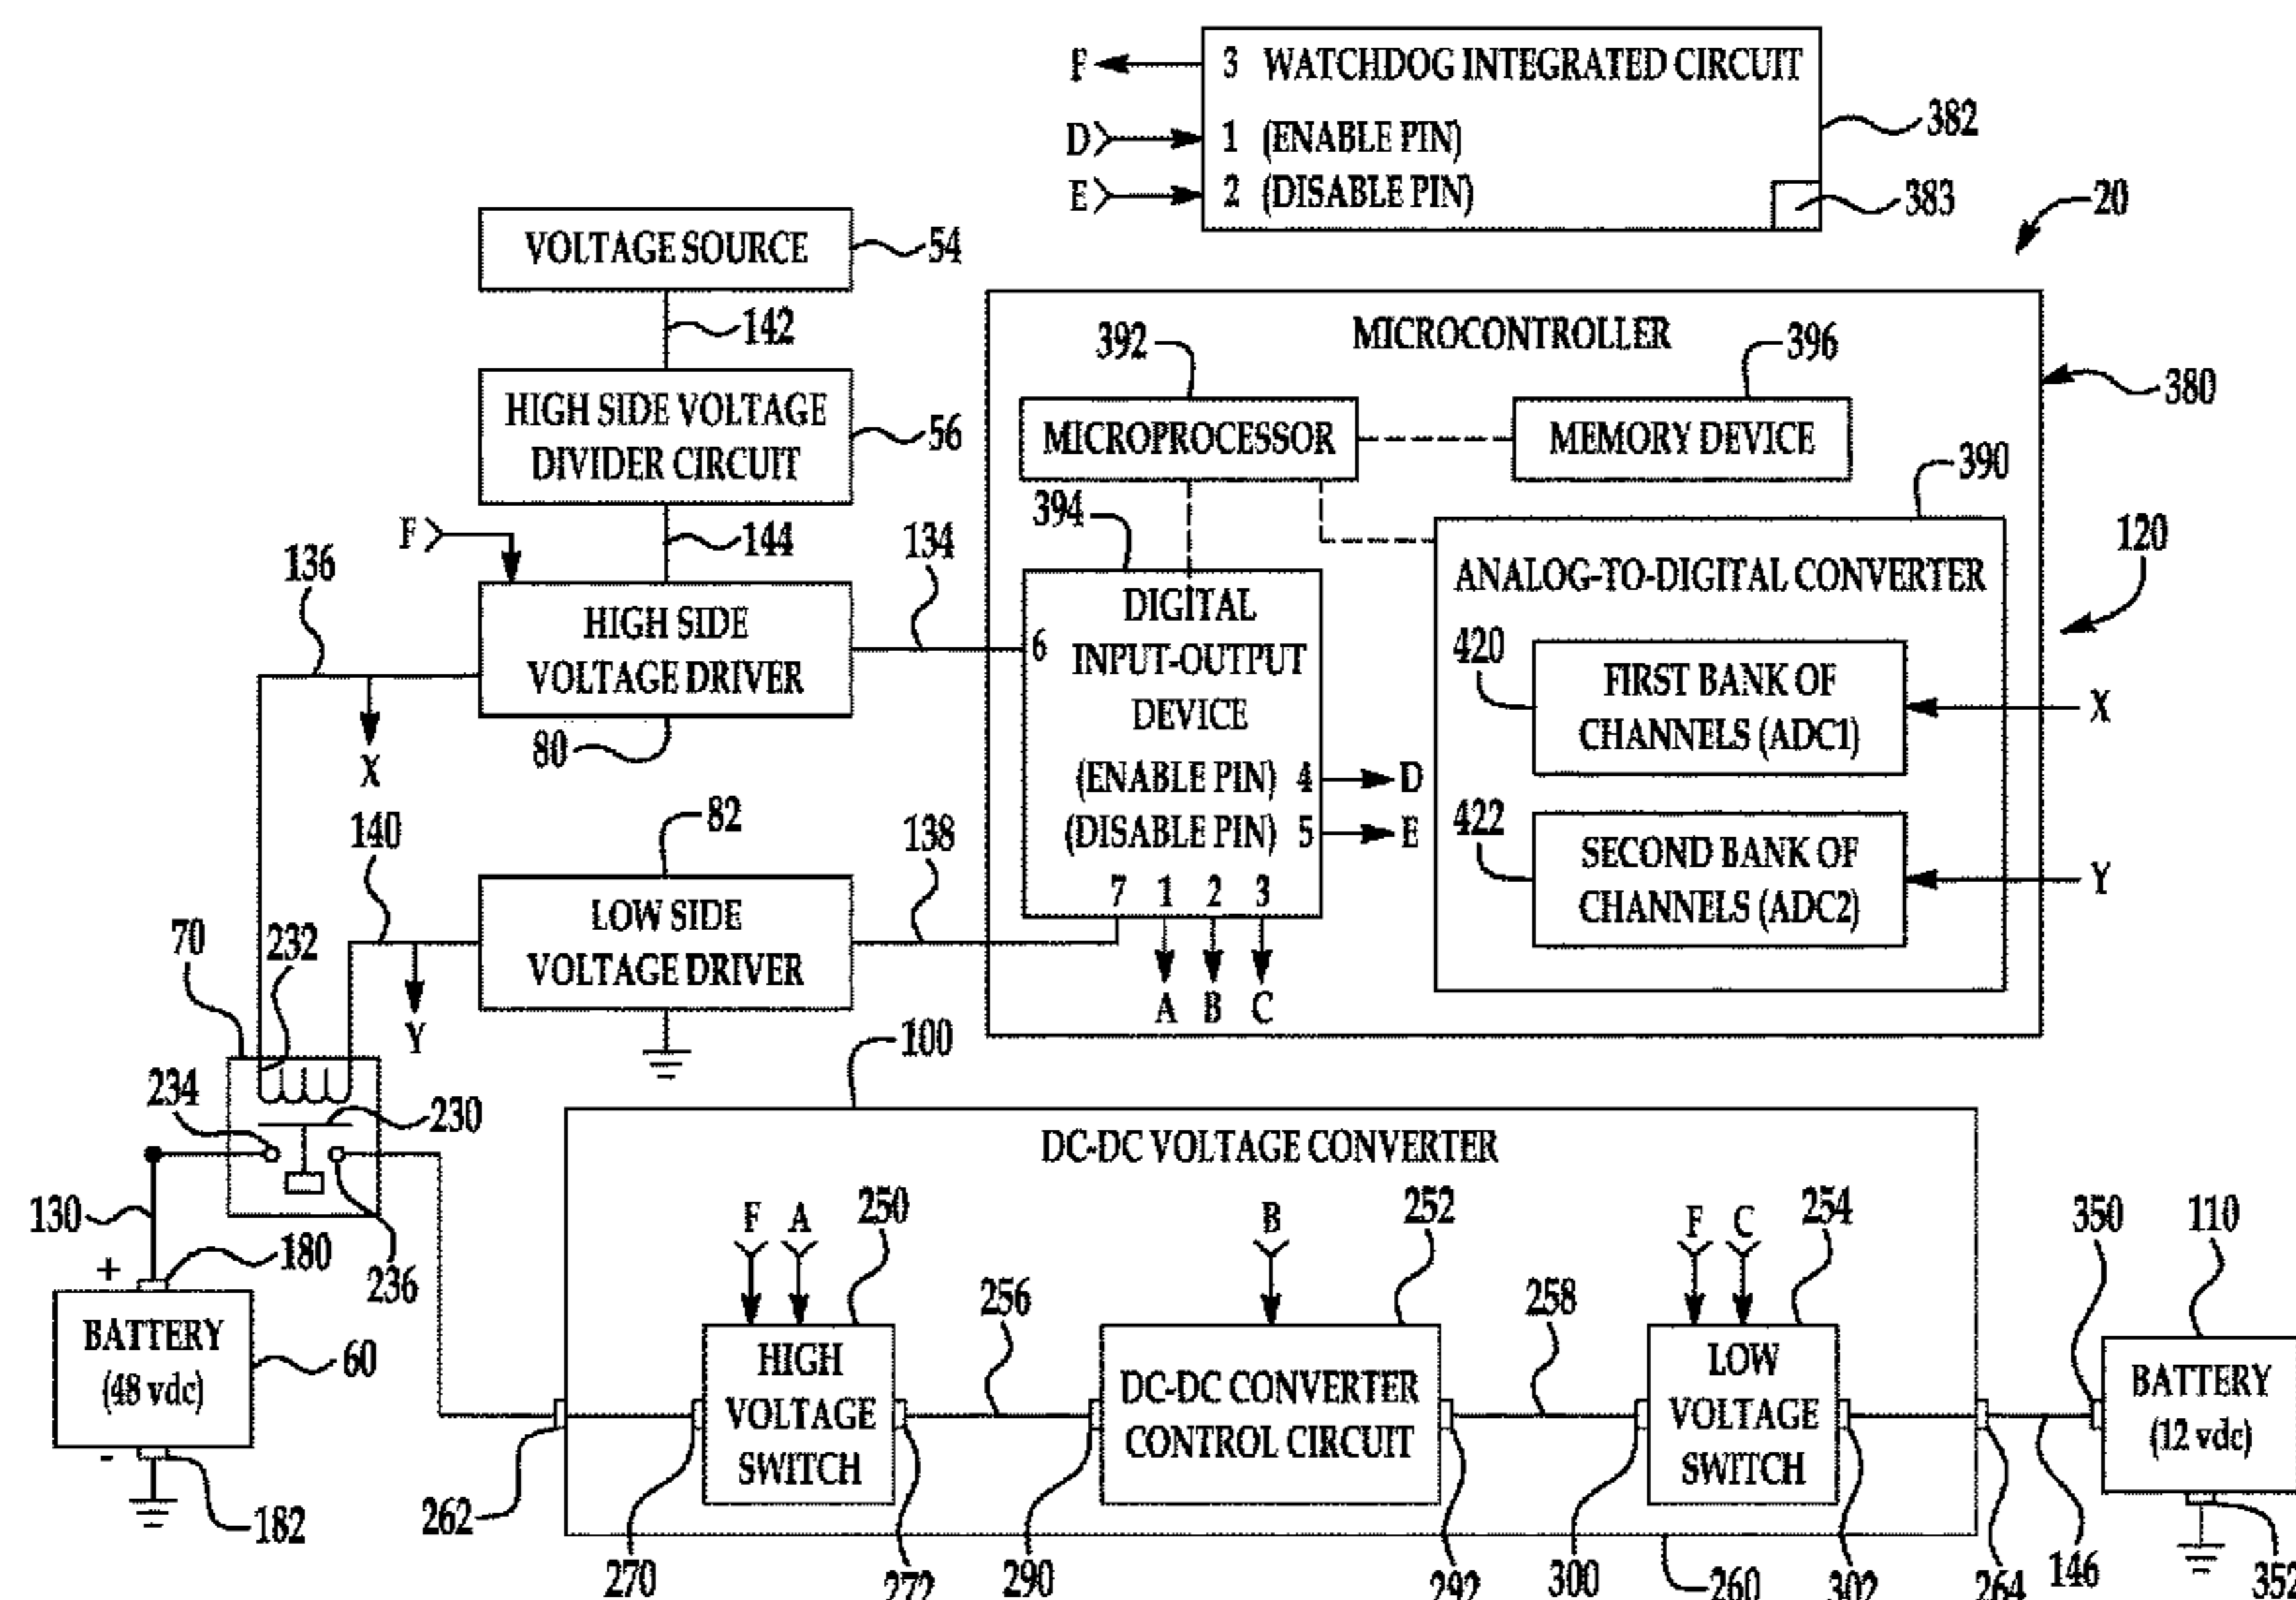 F
3 WATCHDOG INTEGRATED CIRCUIT
D
1 (ENABLE PIN)
E
2 (DISABLE PIN)
382
383
20
VOLTAGE SOURCE
54
142
HIGH SIDE VOLTAGE
DIVIDER CIRCUIT
56
144
F
136
134
HIGH SIDE
VOLTAGE DRIVER
80
X
140
82
138
LOW SIDE
VOLTAGE DRIVER
Y
MICROCONTROLLER
380
392
396
MICROPROCESSOR
MEMORY DEVICE
394
390
120
6
DIGITAL
INPUT-OUTPUT
DEVICE
(ENABLE PIN) 4
D
(DISABLE PIN) 5
E
7 1 2 3
A B C
ANALOG-TO-DIGITAL CONVERTER
420
FIRST BANK OF
CHANNELS (ADC1)
X
422
SECOND BANK OF
CHANNELS (ADC2)
Y
70
232
234
230
130
180
236
+
BATTERY
(48 vdc)
60
-
182
100
DC-DC VOLTAGE CONVERTER
F A
250
B
252
F C
254
350
110
256
258
HIGH
VOLTAGE
SWITCH
DC-DC CONVERTER
CONTROL CIRCUIT
LOW
VOLTAGE
SWITCH
BATTERY
(12 vdc)
262
270
272
290
292
300
260
302
264
146
352